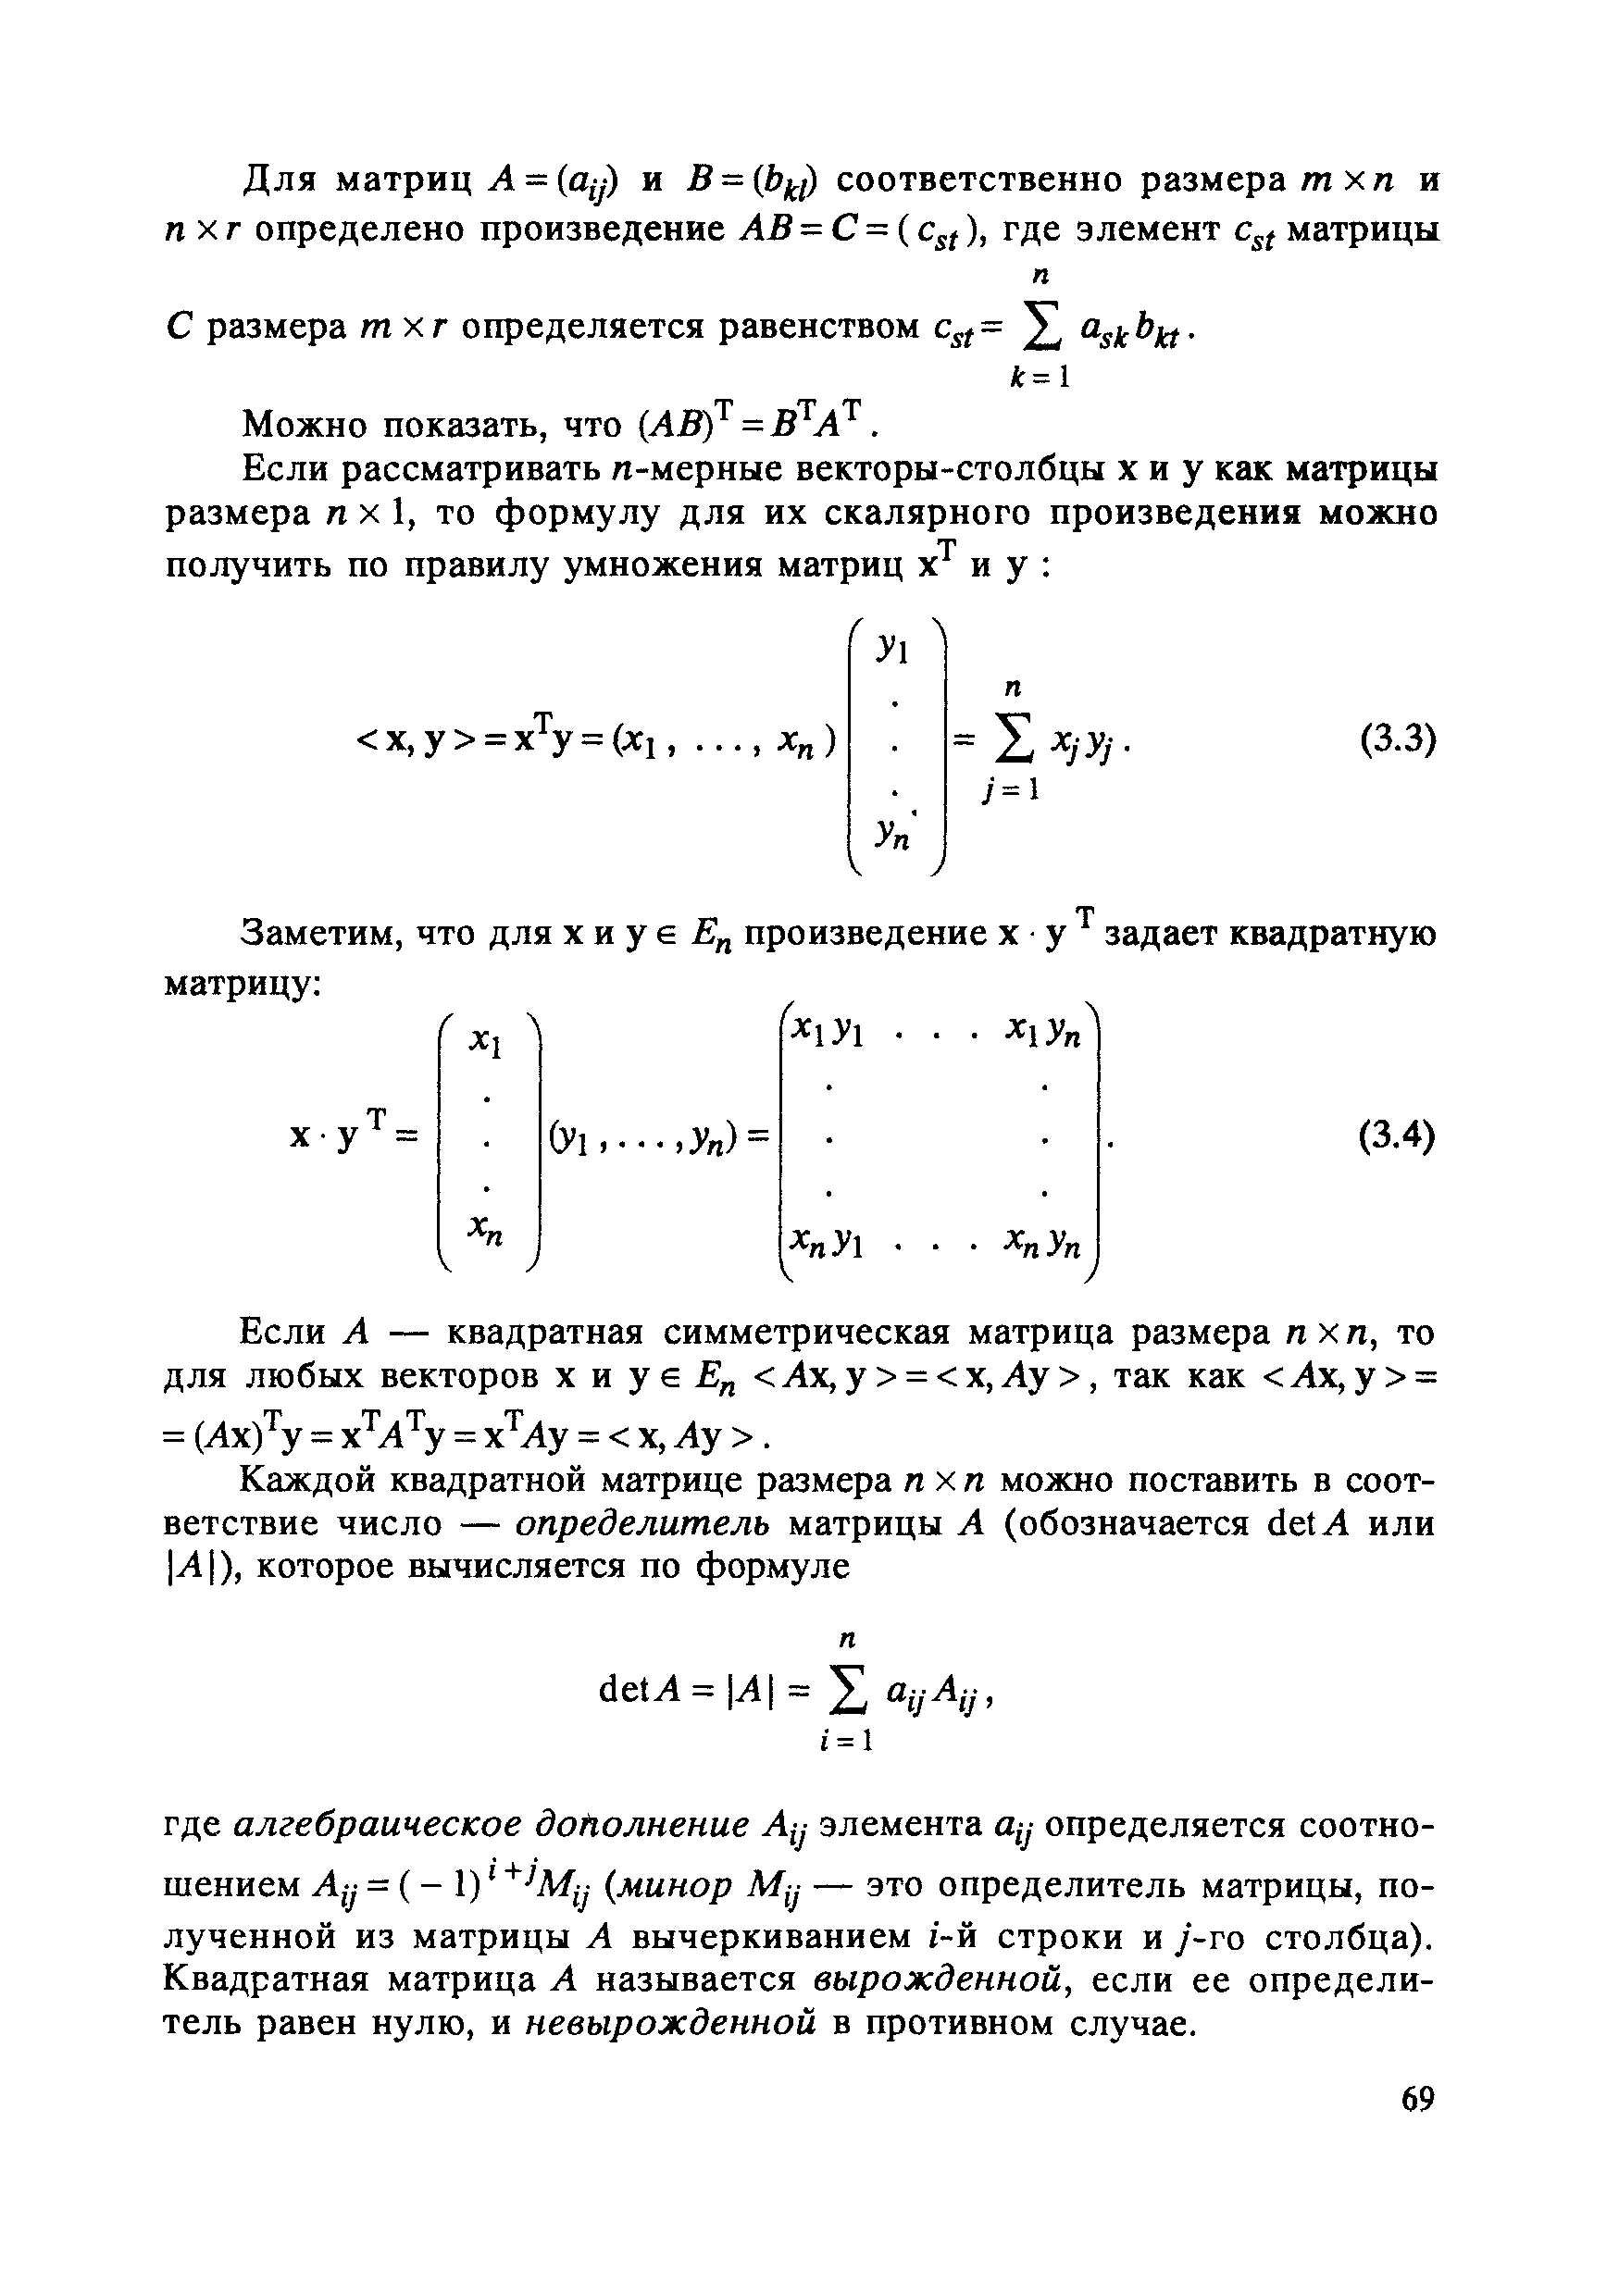 Для матриц A = (a_ij) и B = (b_kl) соответственно размера m × n и
n × r определено произведение AB = C = ( c_st ), где элемент c_st матрицы
n
C размера m × r определяется равенством c_st = ∑ a_sk b_kt .
k = 1
Можно показать, что (AB)^T = B^T A^T .
Если рассматривать n-мерные векторы-столбцы x и y как матрицы
размера n × 1, то формулу для их скалярного произведения можно
получить по правилу умножения матриц x^T и y :
y_1
.
n
< x, y > = x^T y = (x_1 , . . . , x_n ) . = ∑ x_j y_j . (3.3)
.
j = 1
y_n
Заметим, что для x и y ∈ E_n произведение x · y^T задает квадратную
матрицу:
x_1 x_1 y_1 . . . x_1 y_n
. . .
x · y^T = . (y_1 , . . . , y_n) = . . . (3.4)
. . .
x_n x_n y_1 . . . x_n y_n
Если A — квадратная симметрическая матрица размера n × n, то
для любых векторов x и y ∈ E_n < Ax, y > = < x, Ay > , так как < Ax, y > =
= (Ax)^T y = x^T A^T y = x^T Ay = < x, Ay > .
Каждой квадратной матрице размера n × n можно поставить в соот-
ветствие число — определитель матрицы A (обозначается det A или
|A|), которое вычисляется по формуле
n
det A = |A| = ∑ a_ij A_ij ,
i = 1
где алгебраическое дополнение A_ij элемента a_ij определяется соотно-
шением A_ij = ( − 1)^{i + j} M_ij (минор M_ij — это определитель матрицы, по-
лученной из матрицы A вычеркиванием i-й строки и j-го столбца).
Квадратная матрица A называется вырожденной, если ее определи-
тель равен нулю, и невырожденной в противном случае.
69